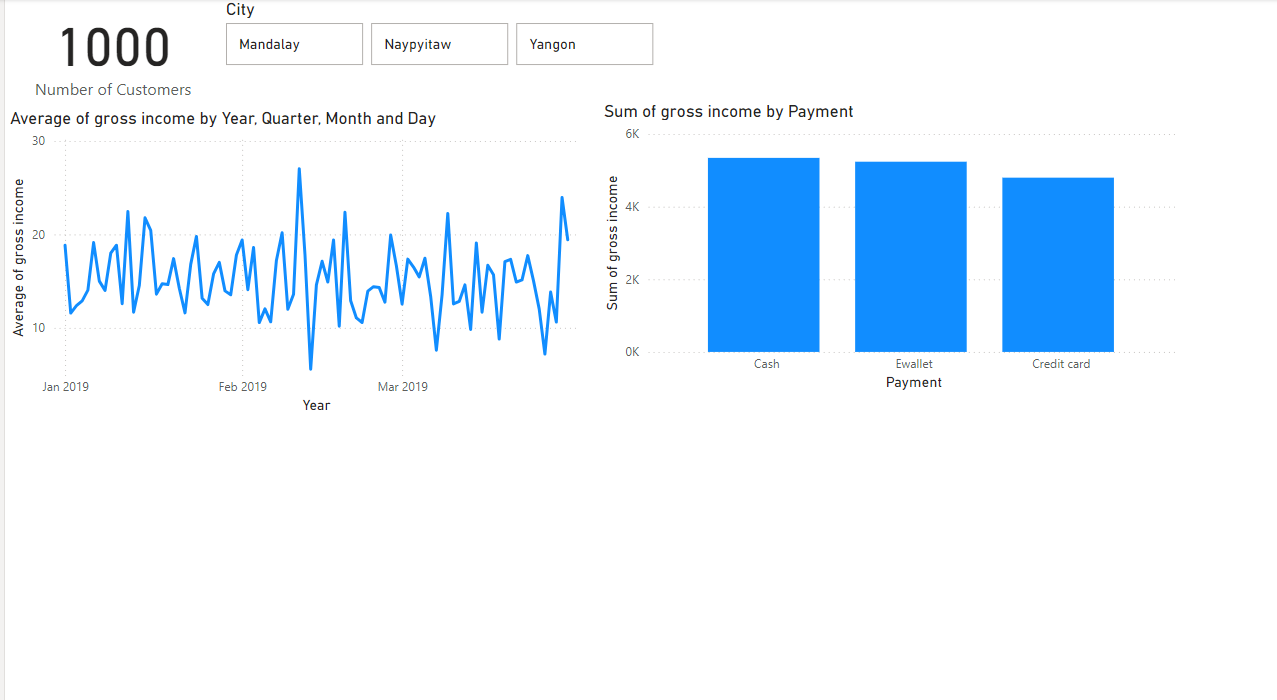 1000
Number of Customers
City
Mandalay
Naypyitaw
Yangon
Average of gross income by Year, Quarter, Month and Day
Average of gross income
30
20
10
Jan 2019
Feb 2019
Mar 2019
Year
Sum of gross income by Payment
Sum of gross income
6K
4K
2K
0K
Cash
Ewallet
Credit card
Payment